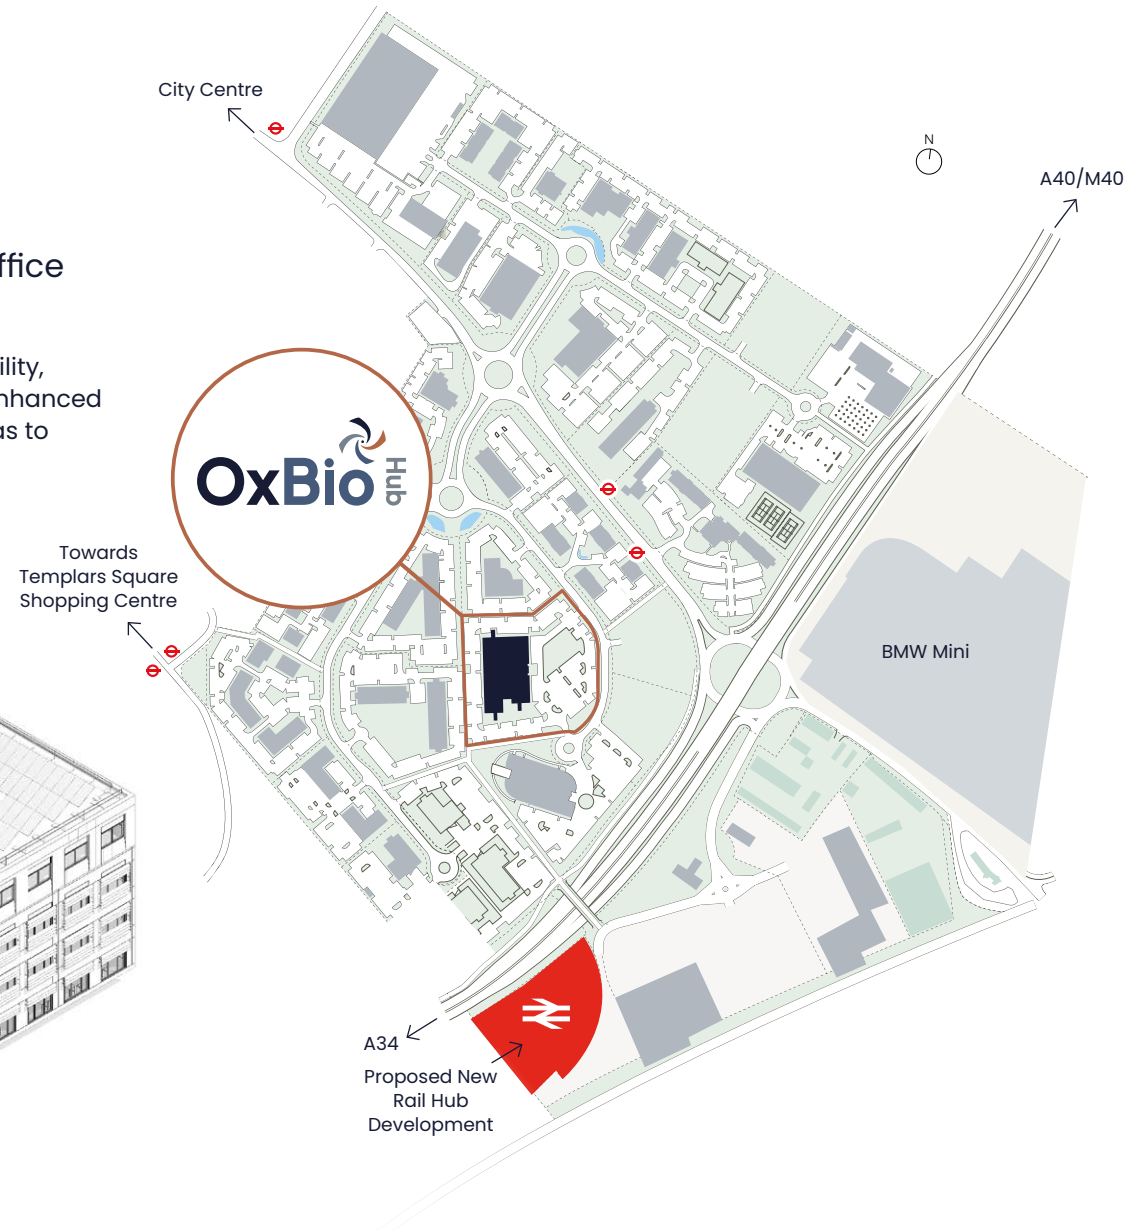 City Centre
N
A40/M40
ffice
ility,
nhanced
as to
OxBio
Hub
Towards
Templars Square
Shopping Centre
BMW Mini
A34
Proposed New
Rail Hub
Development